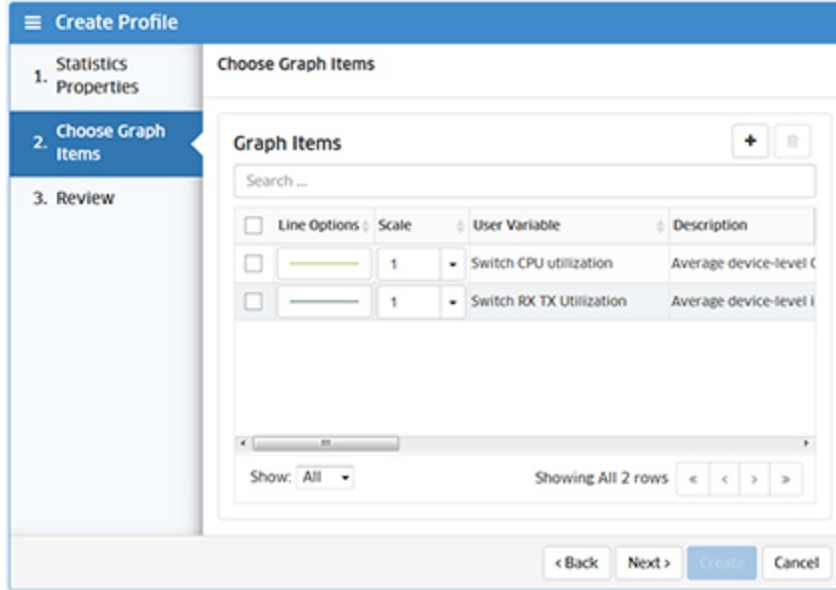 Create Profile
1. Statistics Properties
2. Choose Graph Items
3. Review
Choose Graph Items
Graph Items
Search ...
Line Options Scale User Variable Description
1 Switch CPU utilization Average device-level
1 Switch RX TX Utilization Average device-level
Show: All Showing All 2 rows « < > »
< Back Next > Create Cancel